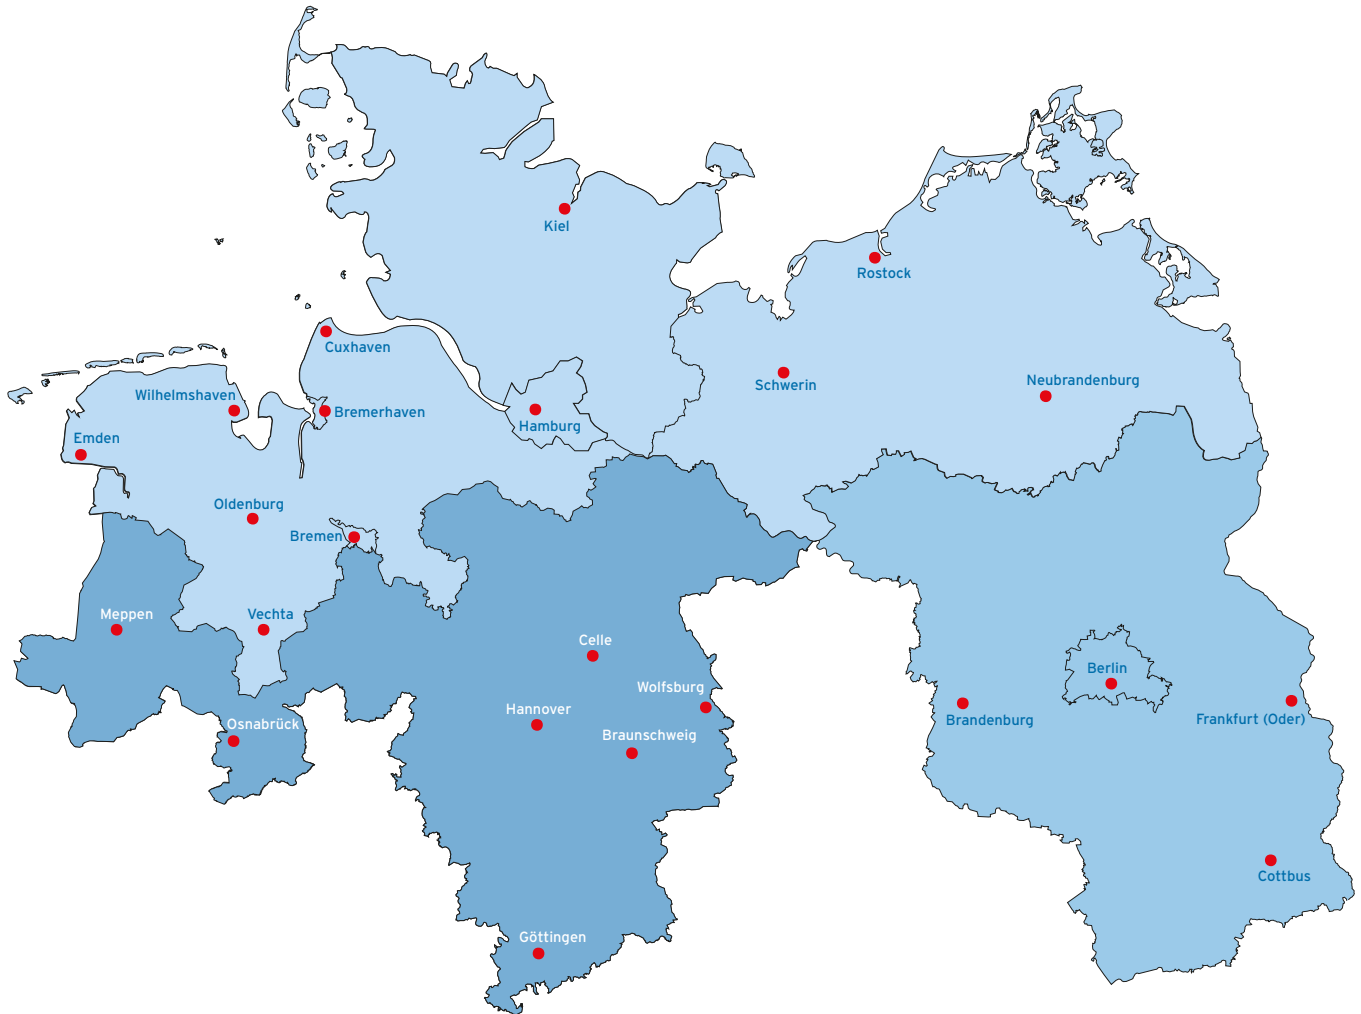 Kiel
Rostock
Cuxhaven
Schwerin
Neubrandenburg
Wilhelmshaven
Bremerhaven
Hamburg
Emden
Oldenburg
Bremen
Meppen
Vechta
Celle
Berlin
Wolfsburg
Hannover
Osnabrück
Braunschweig
Brandenburg
Frankfurt (Oder)
Cottbus
Göttingen